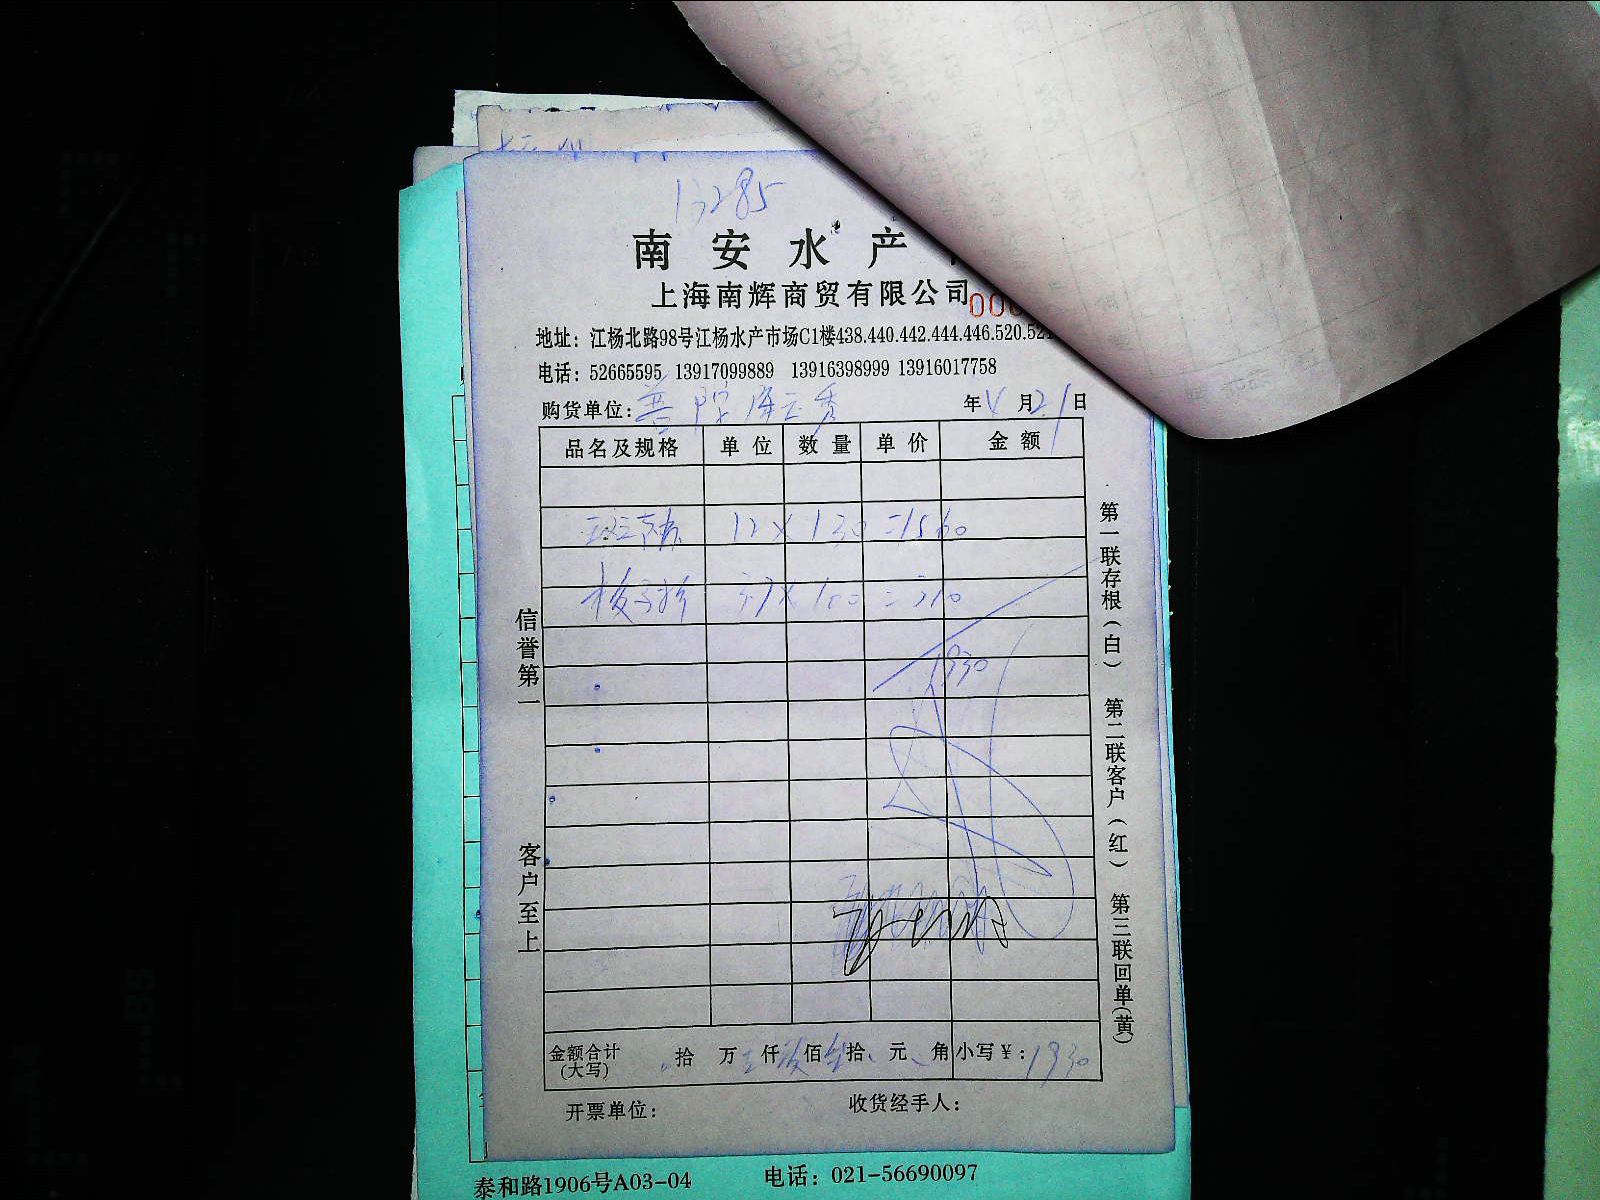 13285
南安水产
上海南辉商贸有限公司 000
地址：江杨北路98号江杨水产市场C1楼438.440.442.444.446.520.521
电话：52665595 13917099889 13916398999 13916017758
购货单位： 年 4 月 21 日
品名及规格 单位 数量 单价 金额
12 X 130 =1560
3.7 X 100 = 370
1930
信誉第一 客户至上
第一联存根（白） 第二联客户（红） 第三联回单（黄）
金额合计（大写） 拾 万 仟 佰 拾 元 角 小写￥：1930
开票单位： 收货经手人：
泰和路1906号A03-04 电话：021-56690097